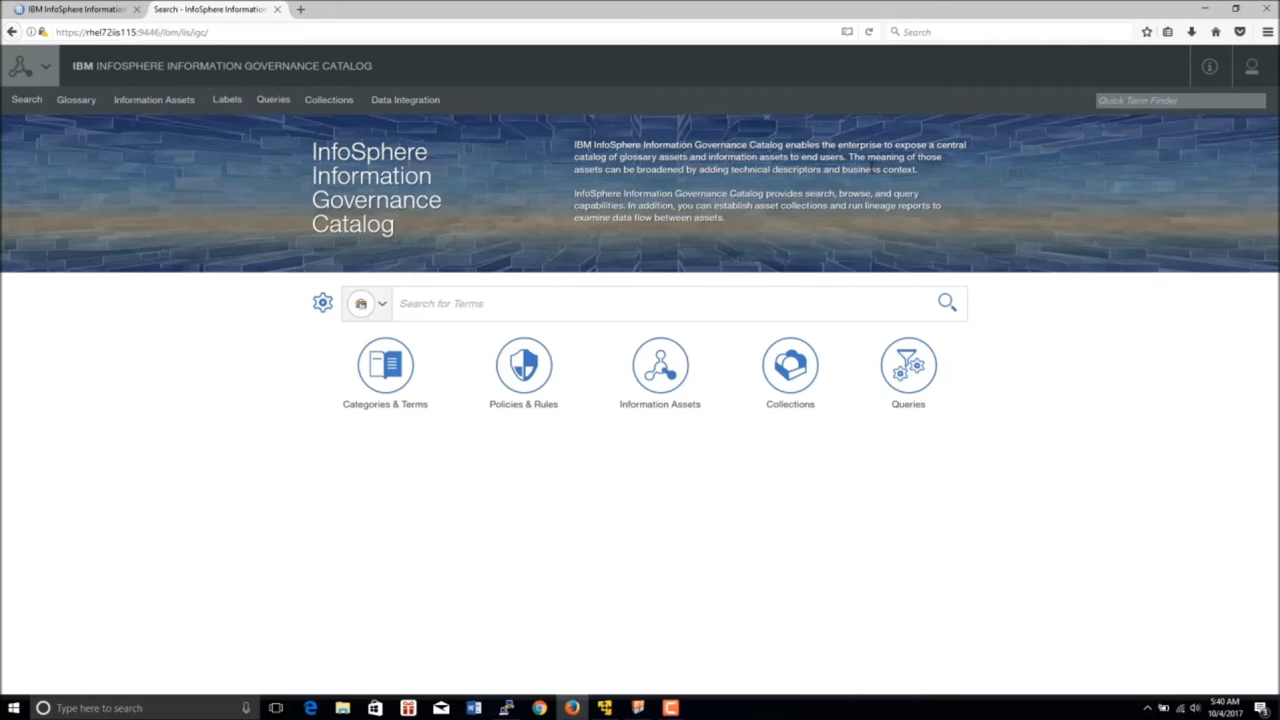 IBM InfoSphere Information
Search - InfoSphere Information
https://rhel72iis115:9446/ibm/iis/igc/
Search
IBM INFOSPHERE INFORMATION GOVERNANCE CATALOG
Search Glossary Information Assets Labels Queries Collections Data Integration
Quick Term Finder
InfoSphere
Information
Governance
Catalog
IBM InfoSphere Information Governance Catalog enables the enterprise to expose a central
catalog of glossary assets and information assets to end users. The meaning of those
assets can be broadened by adding technical descriptors and business context.
InfoSphere Information Governance Catalog provides search, browse, and query
capabilities. In addition, you can establish asset collections and run lineage reports to
examine data flow between assets.
Search for Terms
Categories & Terms
Policies & Rules
Information Assets
Collections
Queries
Type here to search
5:40 AM
10/4/2017